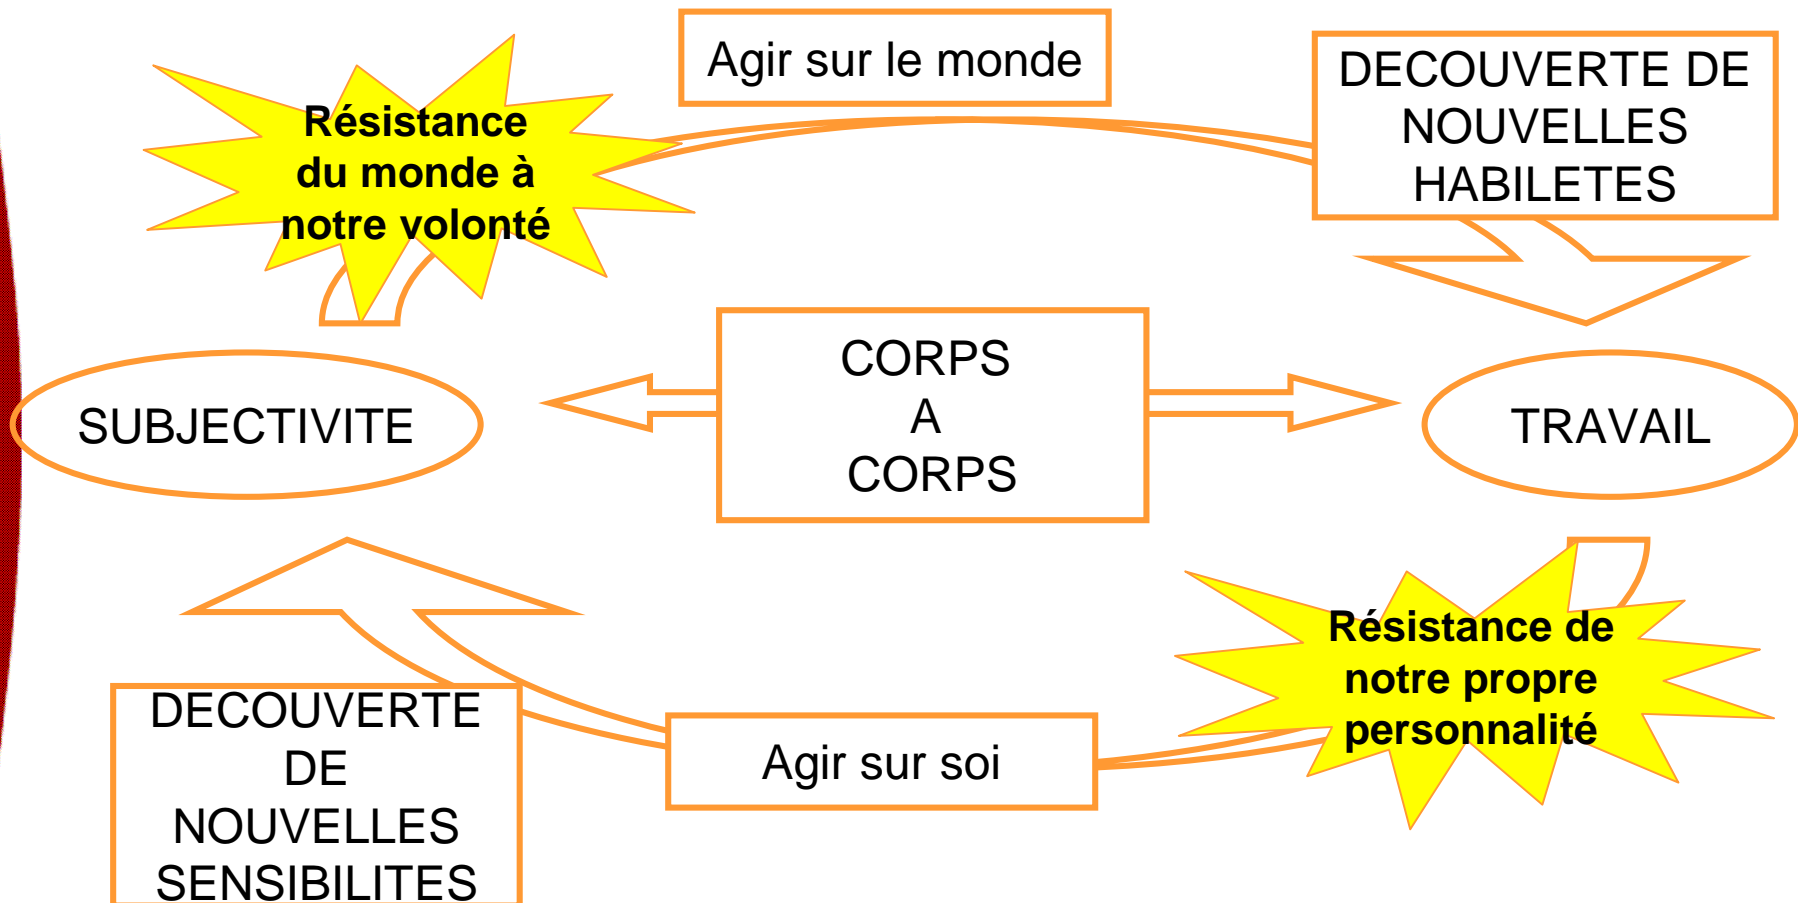 Agir sur le monde
Résistance
du monde à
notre volonté
DECOUVERTE DE
NOUVELLES
HABILETES
SUBJECTIVITE
CORPS
A
CORPS
TRAVAIL
Résistance de
notre propre
personnalité
DECOUVERTE
DE
NOUVELLES
SENSIBILITES
Agir sur soi